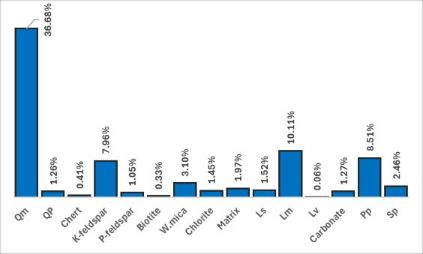 36.68%
1.26%
0.41%
7.96%
1.05%
0.33%
3.10%
1.45%
1.97%
1.52%
10.11%
0.06%
1.27%
8.51%
2.46%
Qm
QP
Chert
K-feldspar
P-feldspar
Biotite
W.mica
Chlorite
Matrix
Ls
Lm
Lv
Carbonate
Pp
Sp